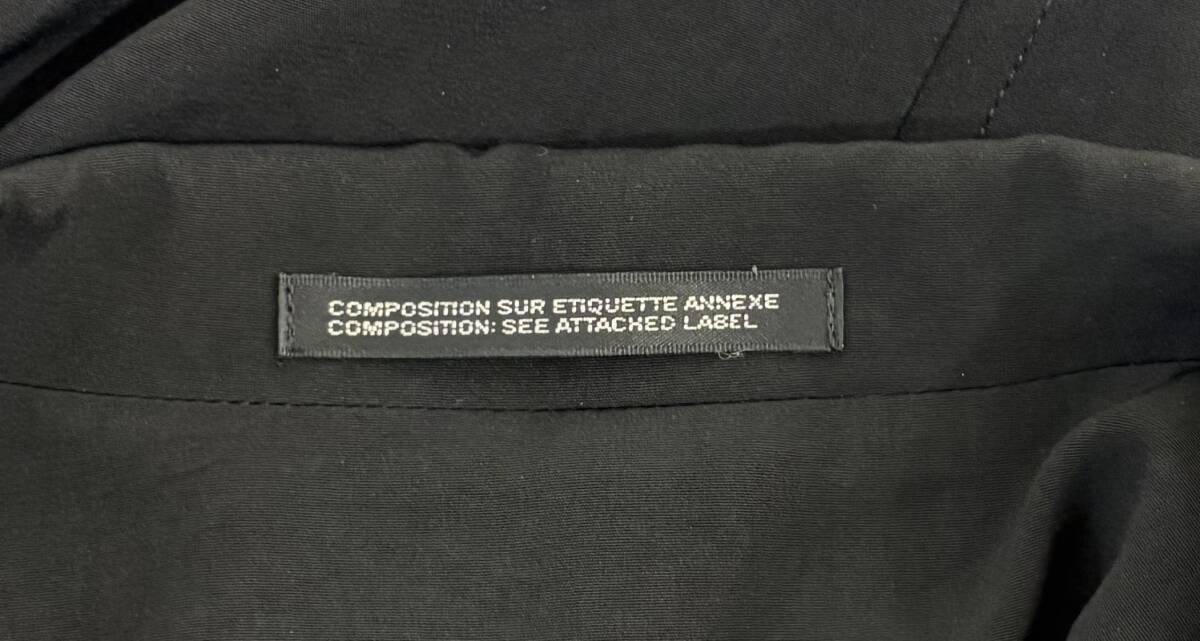 COMPOSITION SUR ETIQUETTE ANNEXE
COMPOSITION: SEE ATTACHED LABEL